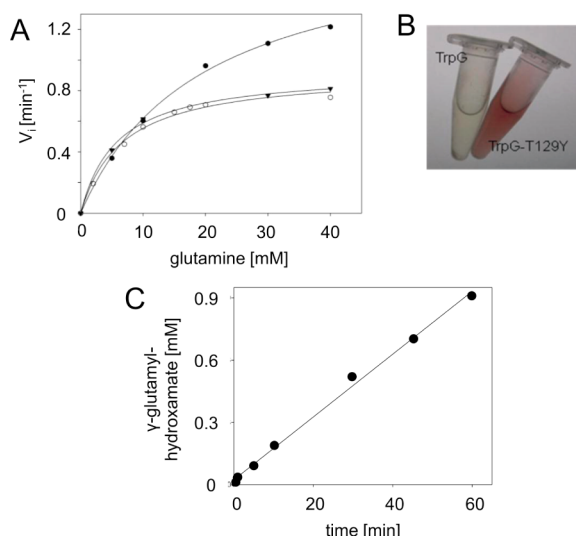 A
V_i [min⁻¹]
1.2
0.8
0.4
0
0 10 20 30 40
glutamine [mM]
B
TrpG
TrpG-T129Y
C
γ-glutamyl-
hydroxamate [mM]
0.9
0.6
0.3
0
0 20 40 60
time [min]